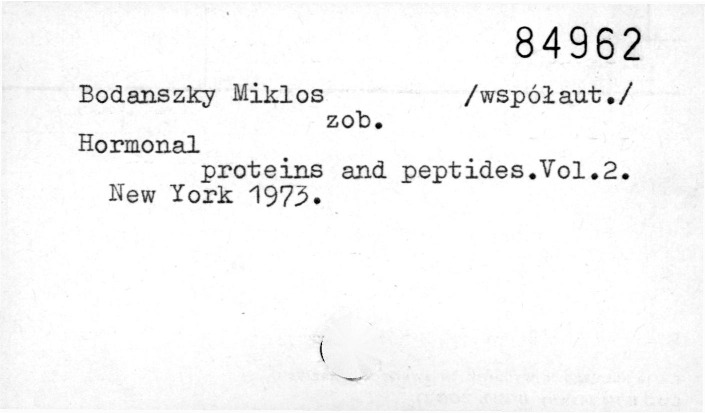 84962
Bodanszky Miklos /współaut./
zob.
Hormonal
proteins and peptides.Vol.2.
New York 1973.